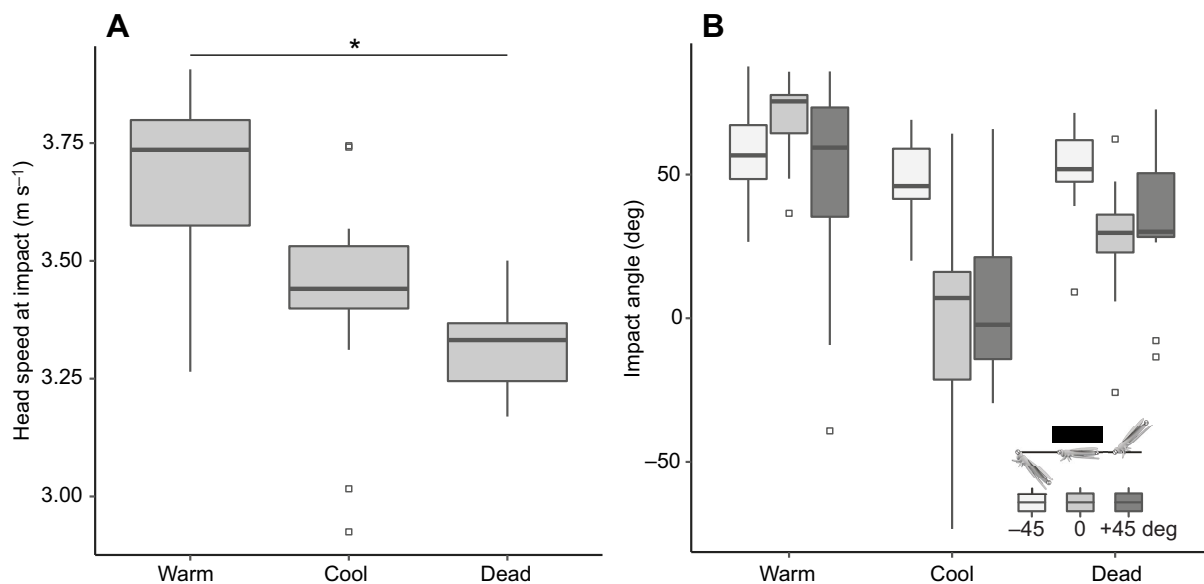 A
*
Head speed at impact (m s–1)
3.75
3.50
3.25
3.00
Warm Cool Dead
B
Impact angle (deg)
50
0
–50
–45 0 +45 deg
Warm Cool Dead